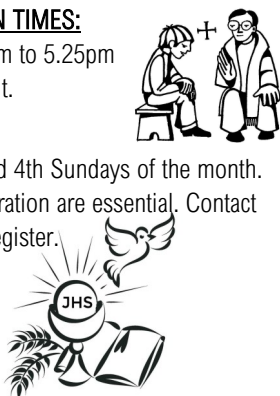 N TIMES:
m to 5.25pm
t.
d 4th Sundays of the month.
ration are essential. Contact
egister.
JHS